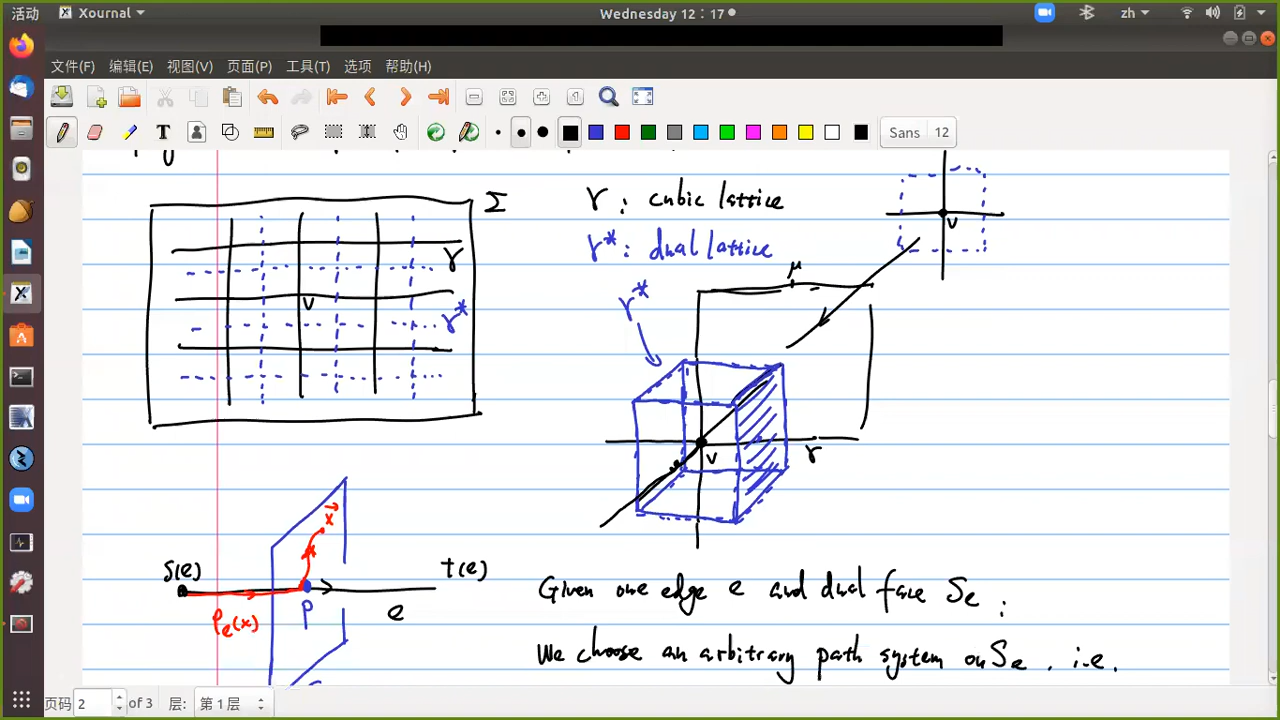 活动 Xournal Wednesday 12：17 zh
文件(F) 编辑(E) 视图(V) 页面(P) 工具(T) 选项 帮助(H)
T Sans 12
Σ
γ : cubic lattice
γ* : dual lattice
v
γ
v
γ*
μ
γ*
v
γ
x⃗
S(e) t(e)
P e
ρe(x)
Given one edge e and dual face Se :
We choose an arbitrary path system on Se . i.e.
页码 2 of 3 层: 第 1 层